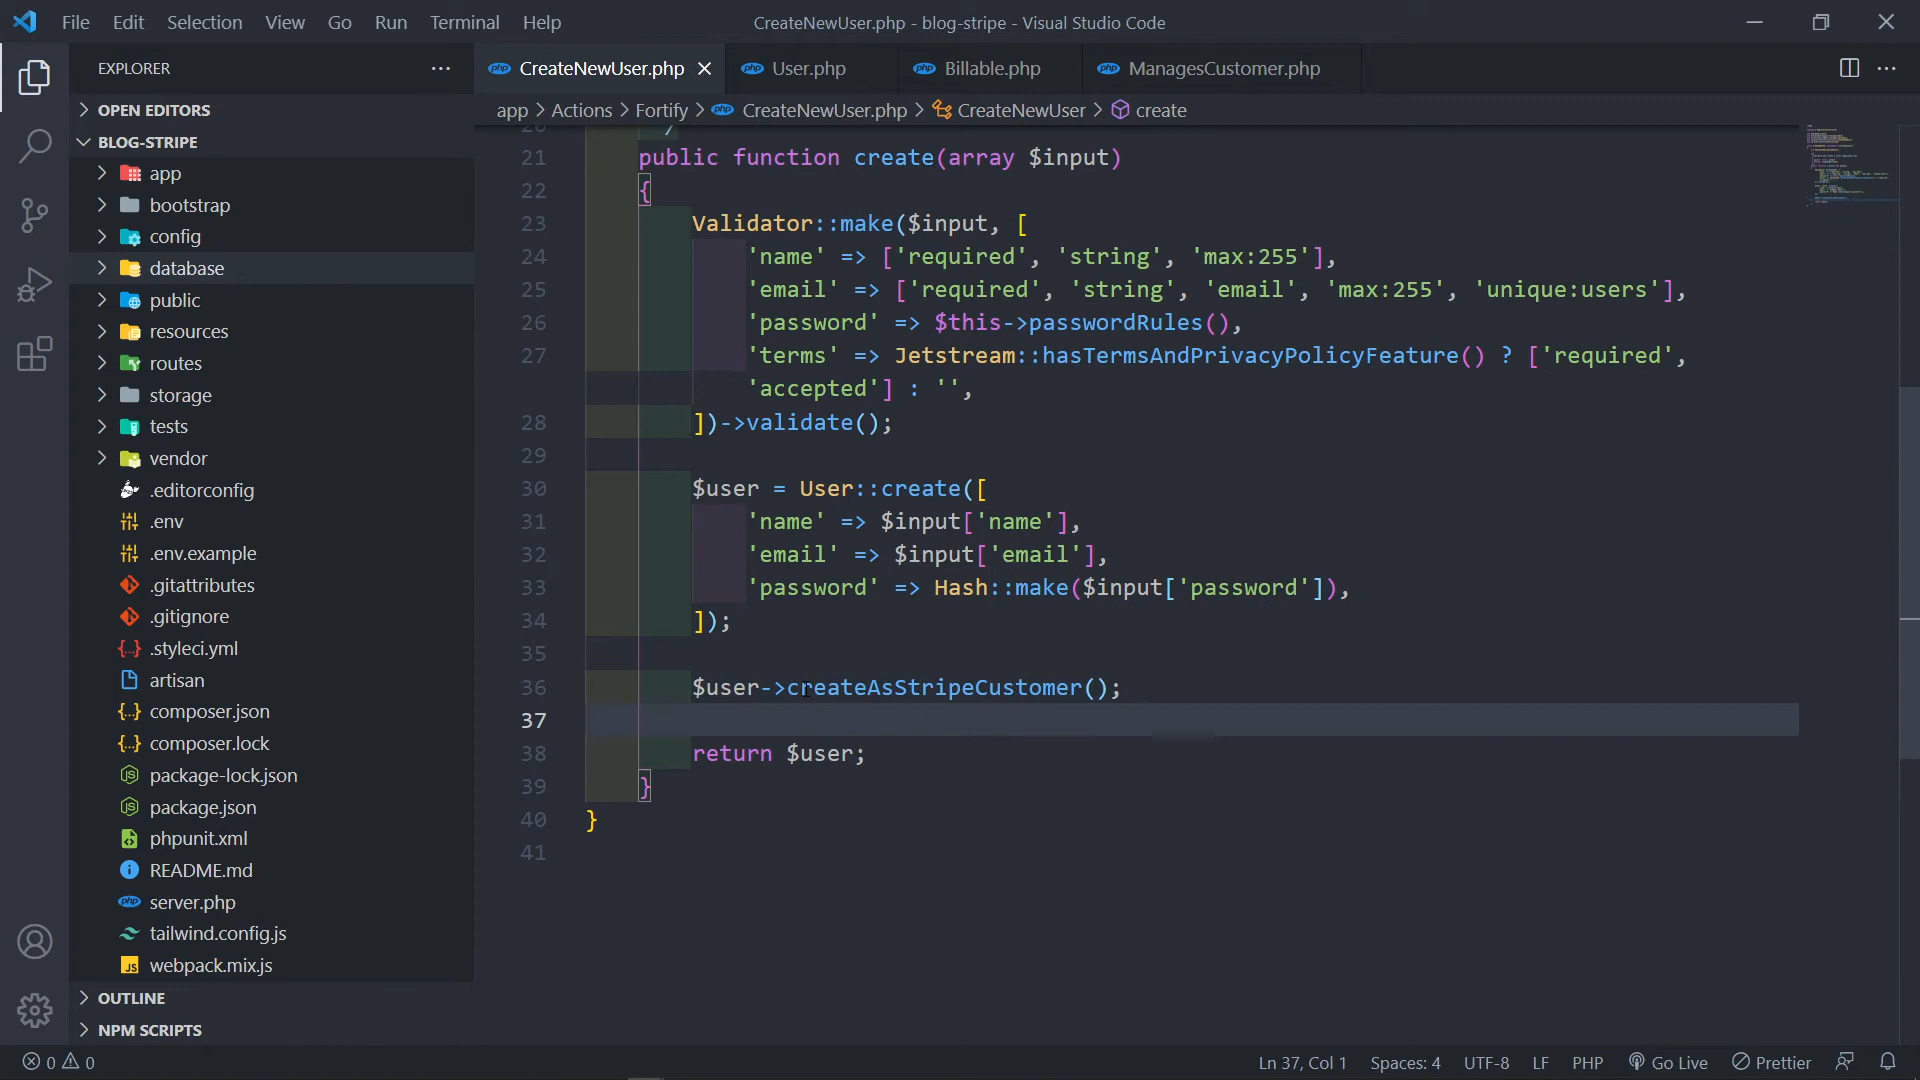 File Edit Selection View Go Run Terminal Help
CreateNewUser.php - blog-stripe - Visual Studio Code
EXPLORER
OPEN EDITORS
BLOG-STRIPE
app
bootstrap
config
database
public
resources
routes
storage
tests
vendor
.editorconfig
.env
.env.example
.gitattributes
.gitignore
.styleci.yml
artisan
composer.json
composer.lock
package-lock.json
package.json
phpunit.xml
README.md
server.php
tailwind.config.js
webpack.mix.js
OUTLINE
NPM SCRIPTS
CreateNewUser.php User.php Billable.php ManagesCustomer.php
app > Actions > Fortify > CreateNewUser.php > CreateNewUser > create
20 */
21 public function create(array $input)
22 {
23 Validator::make($input, [
24 'name' => ['required', 'string', 'max:255'],
25 'email' => ['required', 'string', 'email', 'max:255', 'unique:users'],
26 'password' => $this->passwordRules(),
27 'terms' => Jetstream::hasTermsAndPrivacyPolicyFeature() ? ['required',
'accepted'] : '',
28 ])->validate();
29
30 $user = User::create([
31 'name' => $input['name'],
32 'email' => $input['email'],
33 'password' => Hash::make($input['password']),
34 ]);
35
36 $user->createAsStripeCustomer();
37
38 return $user;
39 }
40 }
41
0 0
Ln 37, Col 1 Spaces: 4 UTF-8 LF PHP Go Live Prettier